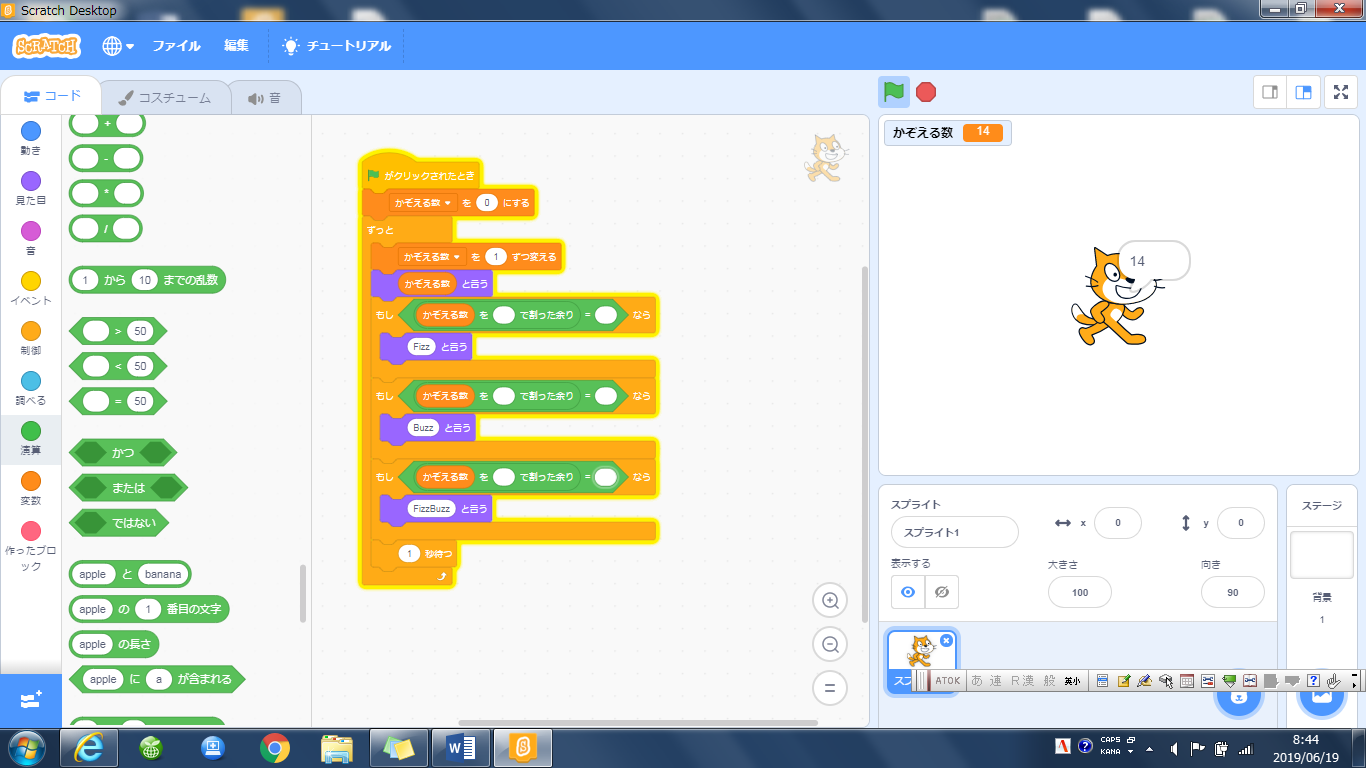 Scratch Desktop
SCRATCH
ファイル
編集
チュートリアル
コード
コスチューム
音
動き
見た目
音
イベント
制御
調べる
演算
変数
作ったブロック
+
-
*
/
1 から 10 までの乱数
> 50
< 50
= 50
かつ
または
ではない
apple と banana
apple の 1 番目の文字
apple の長さ
apple に a が含まれる
がクリックされたとき
かぞえる数 を 0 にする
ずっと
かぞえる数 を 1 ずつ変える
かぞえる数 と言う
もし かぞえる数 を で割った余り = なら
Fizz と言う
もし かぞえる数 を で割った余り = なら
Buzz と言う
もし かぞえる数 を で割った余り = なら
FizzBuzz と言う
1 秒待つ
かぞえる数 14
14
スプライト
スプライト1
x 0
y 0
表示する
大きさ
100
向き
90
ステージ
背景
1
スプ
ATOK あ 連 R漢 般 英小
CAPS
KANA
8:44
2019/06/19